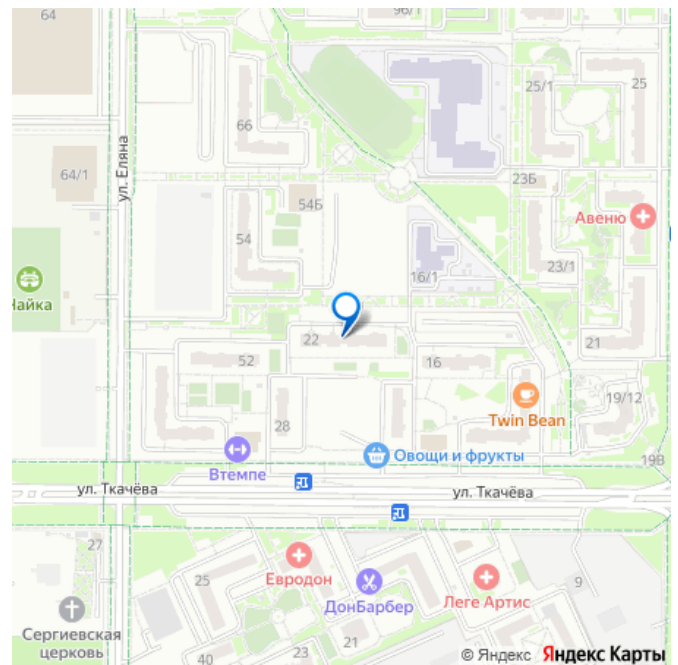 64
96/1
66
25/1
25
ул. Еляна
64/1
23Б
54Б
Авеню
54
16/1
23/1
Чайка
22
21
52
16
19/12
Twin Bean
28
Овощи и фрукты
19В
Втемпе
ул. Ткачёва
ул. Ткачёва
27
25
Евродон
9
ДонБарбер
Леге Артис
Сергиевская
церковь
23
21
40
© Яндекс Яндекс Карты